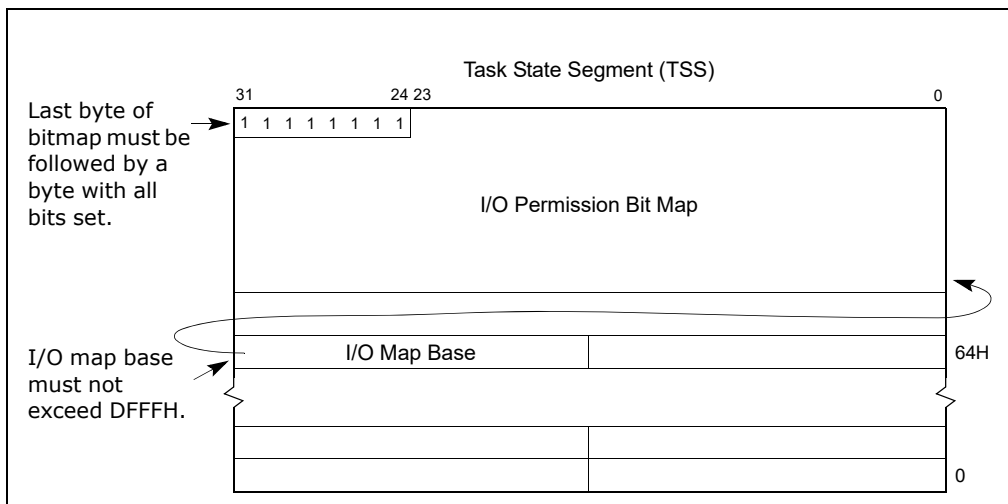 Task State Segment (TSS)
31 24 23 0
Last byte of
bitmap must be
followed by a
byte with all
bits set.
1 1 1 1 1 1 1 1
I/O Permission Bit Map
I/O map base
must not
exceed DFFFH.
I/O Map Base
64H
0